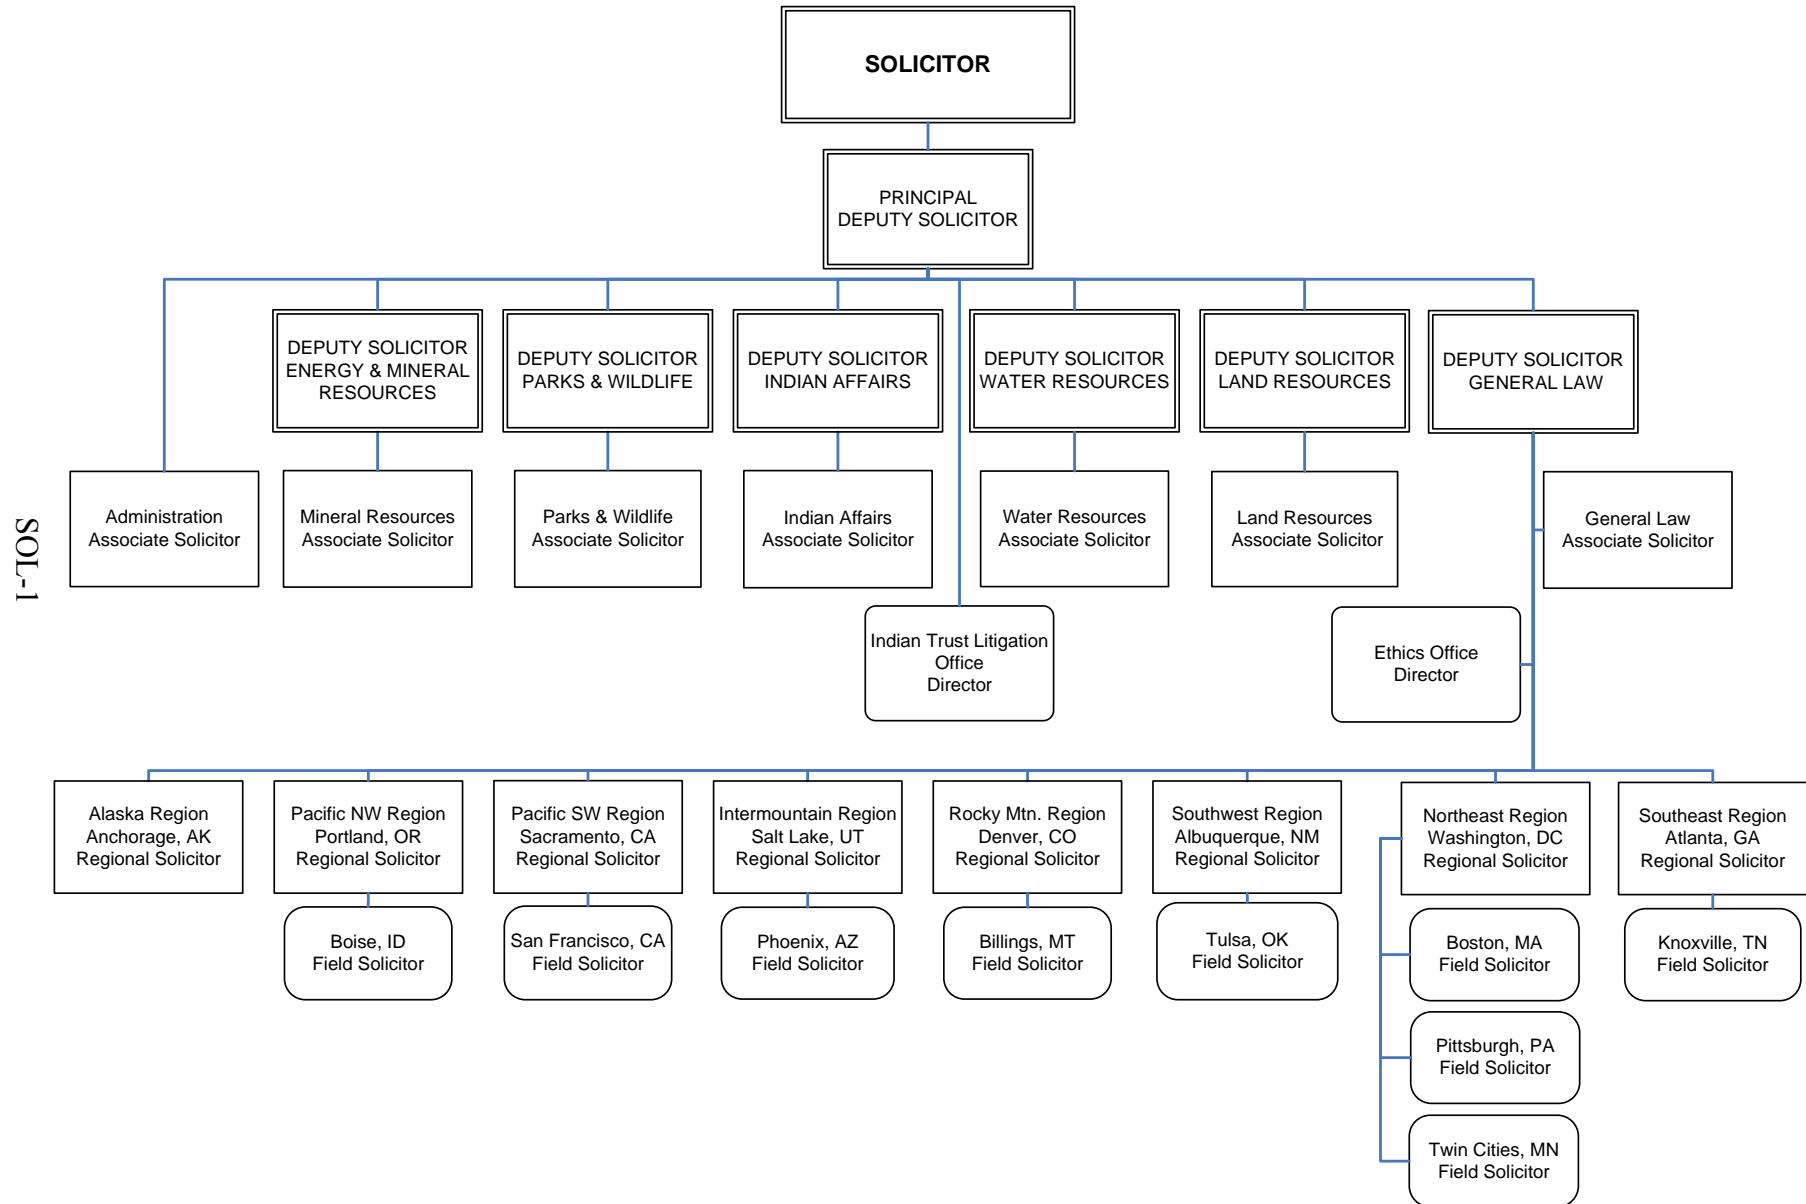 SOLICITOR
PRINCIPAL
DEPUTY SOLICITOR
DEPUTY SOLICITOR
ENERGY & MINERAL
RESOURCES
DEPUTY SOLICITOR
PARKS & WILDLIFE
DEPUTY SOLICITOR
INDIAN AFFAIRS
DEPUTY SOLICITOR
WATER RESOURCES
DEPUTY SOLICITOR
LAND RESOURCES
DEPUTY SOLICITOR
GENERAL LAW
Administration
Associate Solicitor
Mineral Resources
Associate Solicitor
Parks & Wildlife
Associate Solicitor
Indian Affairs
Associate Solicitor
Water Resources
Associate Solicitor
Land Resources
Associate Solicitor
General Law
Associate Solicitor
SOL-1
Indian Trust Litigation
Office
Director
Ethics Office
Director
Alaska Region
Anchorage, AK
Regional Solicitor
Pacific NW Region
Portland, OR
Regional Solicitor
Pacific SW Region
Sacramento, CA
Regional Solicitor
Intermountain Region
Salt Lake, UT
Regional Solicitor
Rocky Mtn. Region
Denver, CO
Regional Solicitor
Southwest Region
Albuquerque, NM
Regional Solicitor
Northeast Region
Washington, DC
Regional Solicitor
Southeast Region
Atlanta, GA
Regional Solicitor
Boise, ID
Field Solicitor
San Francisco, CA
Field Solicitor
Phoenix, AZ
Field Solicitor
Billings, MT
Field Solicitor
Tulsa, OK
Field Solicitor
Boston, MA
Field Solicitor
Knoxville, TN
Field Solicitor
Pittsburgh, PA
Field Solicitor
Twin Cities, MN
Field Solicitor